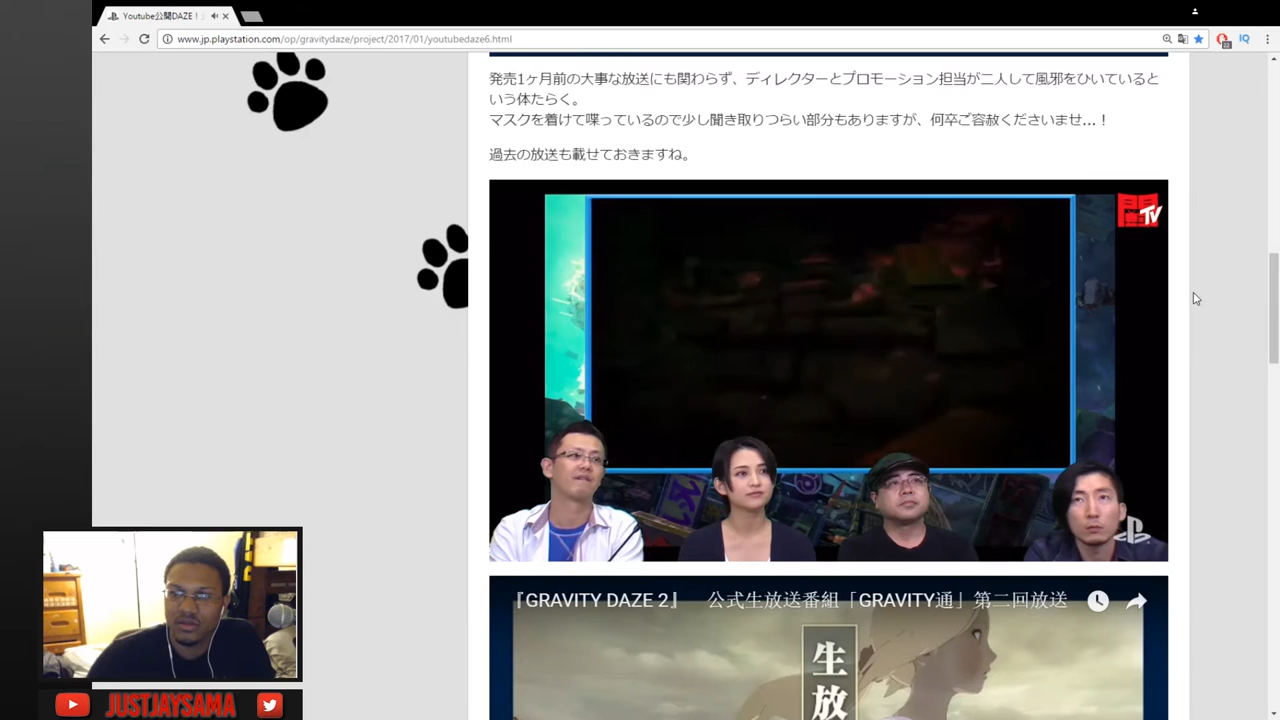 Youtube公開DAZE！
www.jp.playstation.com/op/gravitydaze/project/2017/01/youtubedaze6.html
22
発売1ヶ月前の大事な放送にも関わらず、ディレクターとプロモーション担当が二人して風邪をひいていると
いう体たらく。
マスクを着けて喋っているので少し聞き取りつらい部分もありますが、何卒ご容赦くださいませ...！
過去の放送も載せておきますね。
TV
『GRAVITY DAZE 2』 公式生放送番組「GRAVITY通」第二回放送
生
放
JUSTJAYSAMA